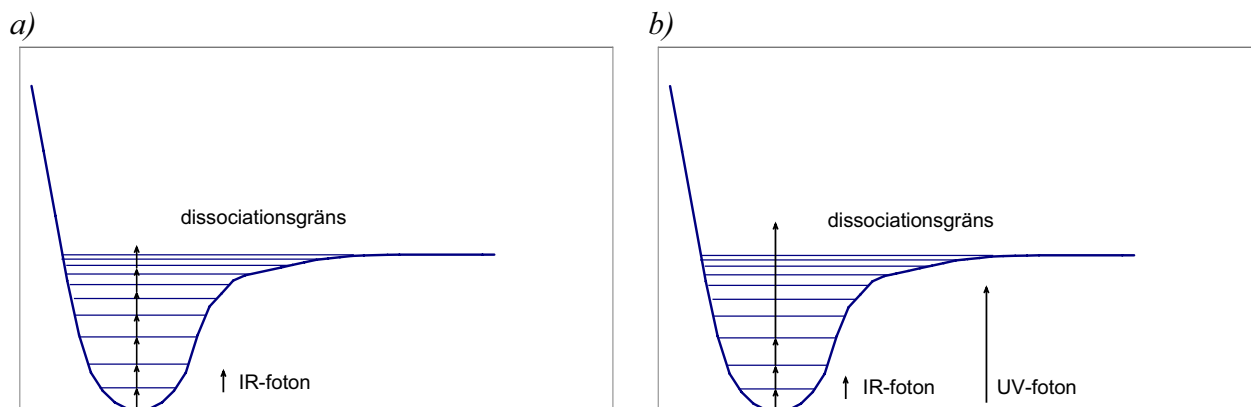 a)
dissociationsgräns
IR-foton
b)
dissociationsgräns
IR-foton
UV-foton